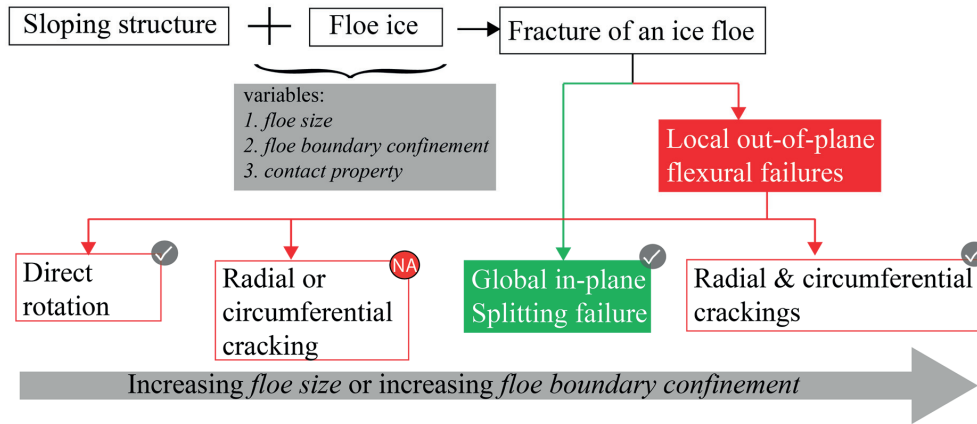 Sloping structure
Floe ice
Fracture of an ice floe
variables:
1. floe size
2. floe boundary confinement
3. contact property
Local out-of-plane
flexural failures
Direct
rotation
NA
Radial or
circumferential
cracking
Global in-plane
Splitting failure
Radial & circumferential
crackings
Increasing floe size or increasing floe boundary confinement